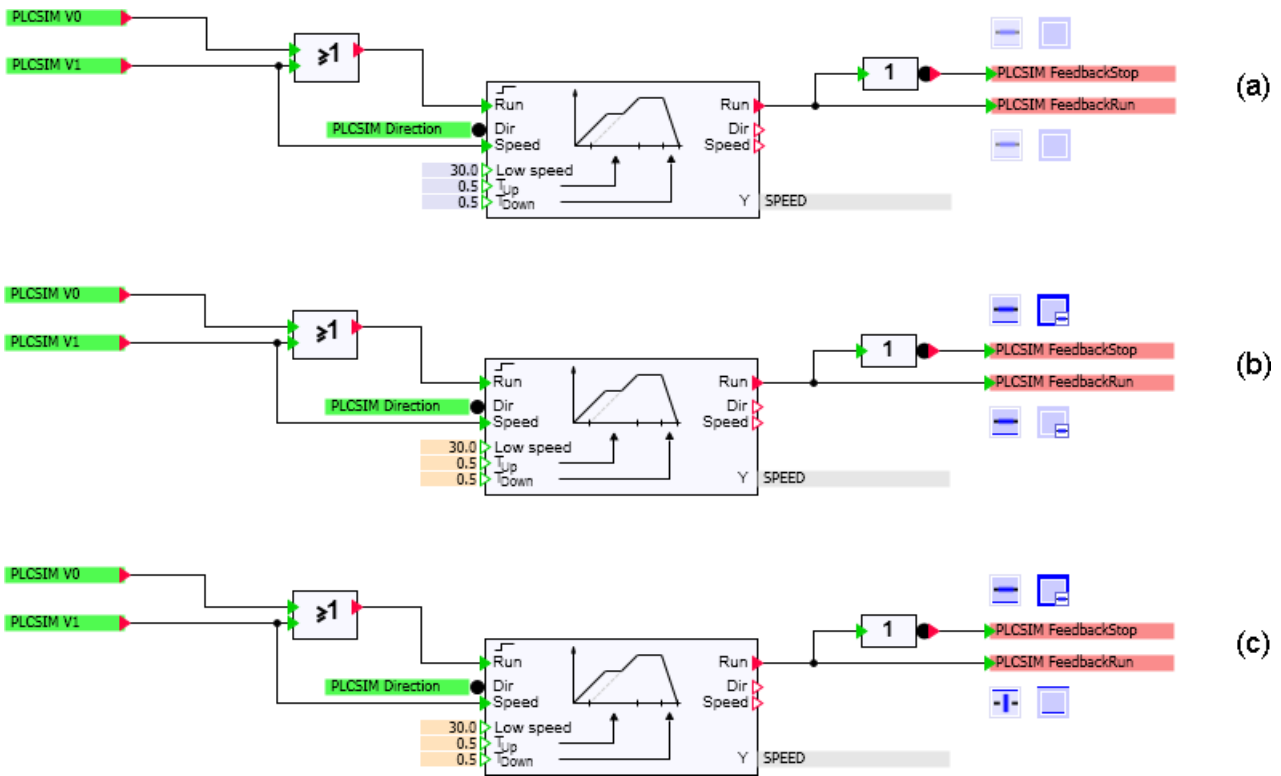 PLCSIM V0
PLCSIM V1
≥1
Run
PLCSIM Direction
Dir
Speed
30.0 Low speed
0.5 TUp
0.5 TDown
Run
Dir
Speed
Y SPEED
1
PLCSIM FeedbackStop
PLCSIM FeedbackRun
(a)
PLCSIM V0
PLCSIM V1
≥1
Run
PLCSIM Direction
Dir
Speed
30.0 Low speed
0.5 TUp
0.5 TDown
Run
Dir
Speed
Y SPEED
1
PLCSIM FeedbackStop
PLCSIM FeedbackRun
(b)
PLCSIM V0
PLCSIM V1
≥1
Run
PLCSIM Direction
Dir
Speed
30.0 Low speed
0.5 TUp
0.5 TDown
Run
Dir
Speed
Y SPEED
1
PLCSIM FeedbackStop
PLCSIM FeedbackRun
(c)